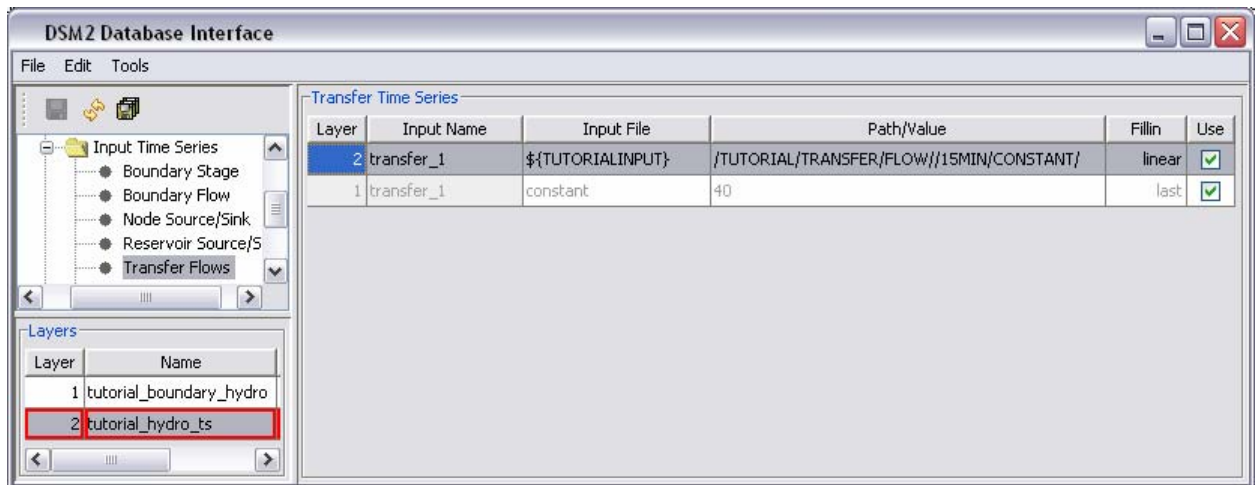 DSM2 Database Interface
File Edit Tools
Input Time Series
Boundary Stage
Boundary Flow
Node Source/Sink
Reservoir Source/S
Transfer Flows
Layers
Layer Name
1 tutorial_boundary_hydro
2 tutorial_hydro_ts
Transfer Time Series
Layer Input Name Input File Path/Value Fillin Use
2 transfer_1 ${TUTORIALINPUT} /TUTORIAL/TRANSFER/FLOW//15MIN/CONSTANT/ linear
1 transfer_1 constant 40 last